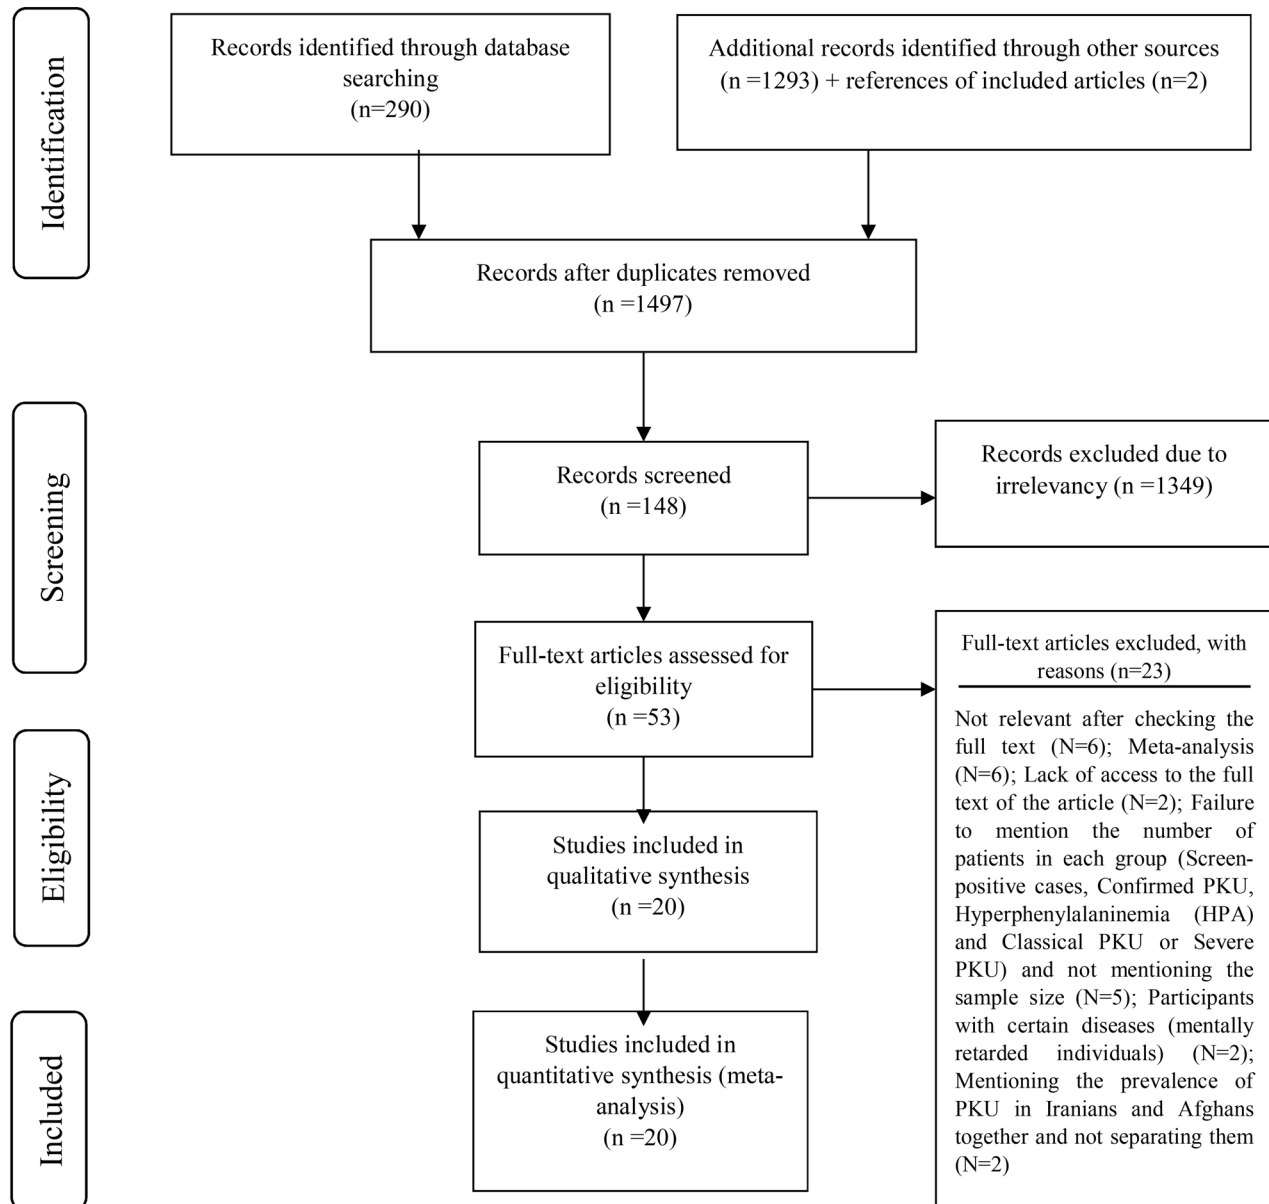 Identification
Records identified through database
searching
(n=290)
Additional records identified through other sources
(n =1293) + references of included articles (n=2)
Records after duplicates removed
(n =1497)
Screening
Records screened
(n =148)
Records excluded due to
irrelevancy (n =1349)
Full-text articles assessed for
eligibility
(n =53)
Full-text articles excluded, with
reasons (n=23)
Not relevant after checking the
full text (N=6); Meta-analysis
(N=6); Lack of access to the full
text of the article (N=2); Failure
to mention the number of
patients in each group (Screen-
positive cases, Confirmed PKU,
Hyperphenylalaninemia (HPA)
and Classical PKU or Severe
PKU) and not mentioning the
sample size (N=5); Participants
with certain diseases (mentally
retarded individuals) (N=2);
Mentioning the prevalence of
PKU in Iranians and Afghans
together and not separating them
(N=2)
Eligibility
Studies included in
qualitative synthesis
(n =20)
Included
Studies included in
quantitative synthesis (meta-
analysis)
(n =20)